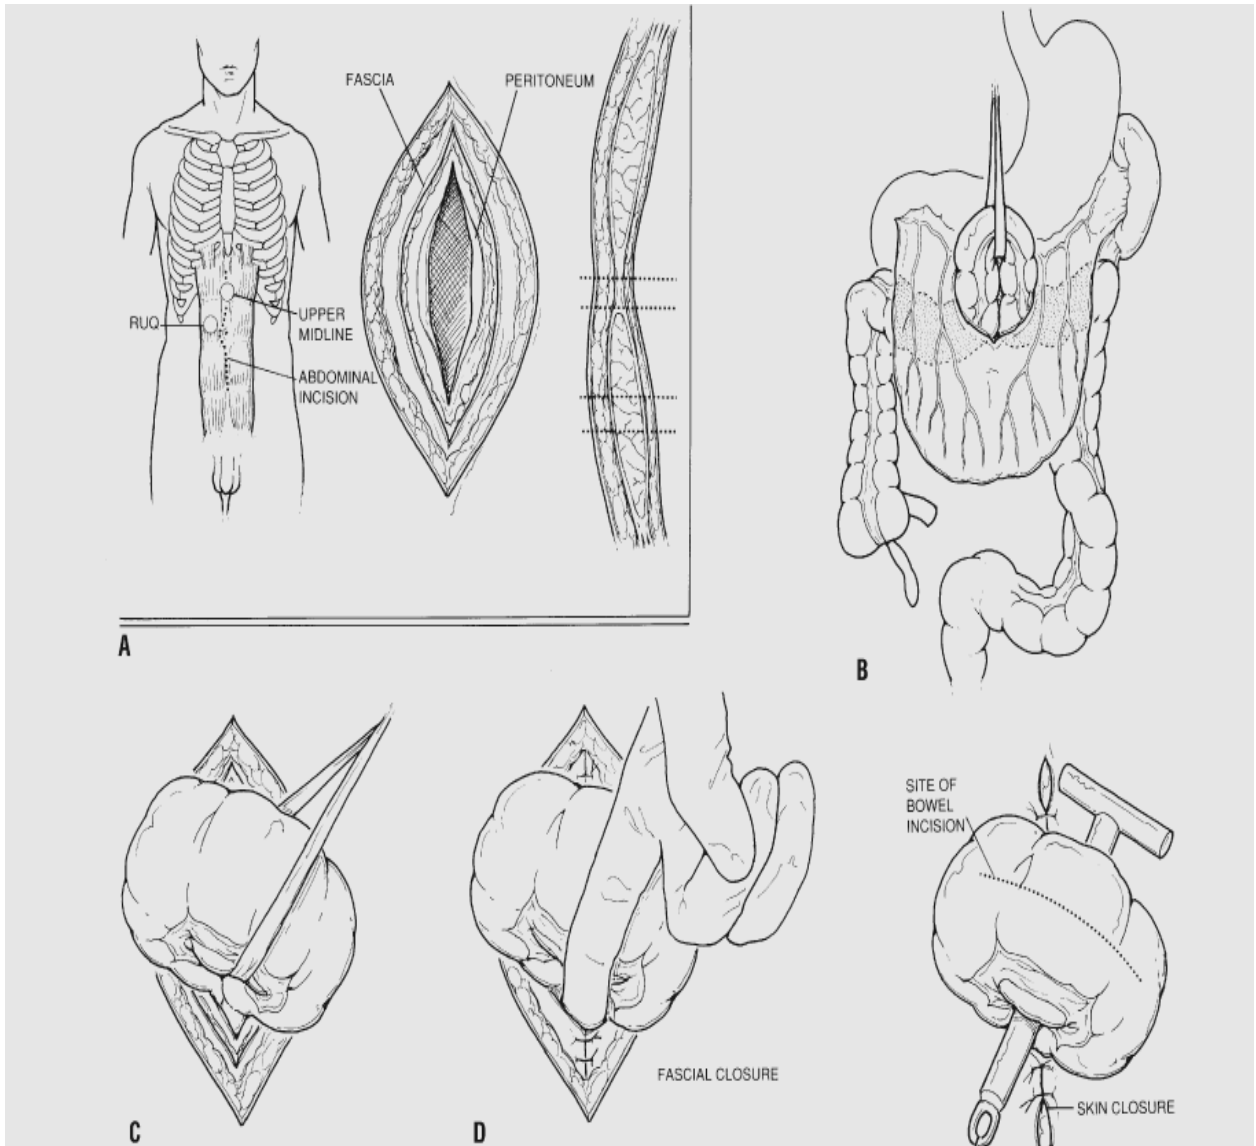 FASCIA
PERITONEUM
RUQ
UPPER
MIDLINE
ABDOMINAL
INCISION
A
B
SITE OF
BOWEL
INCISION
FASCIAL CLOSURE
SKIN CLOSURE
C
D